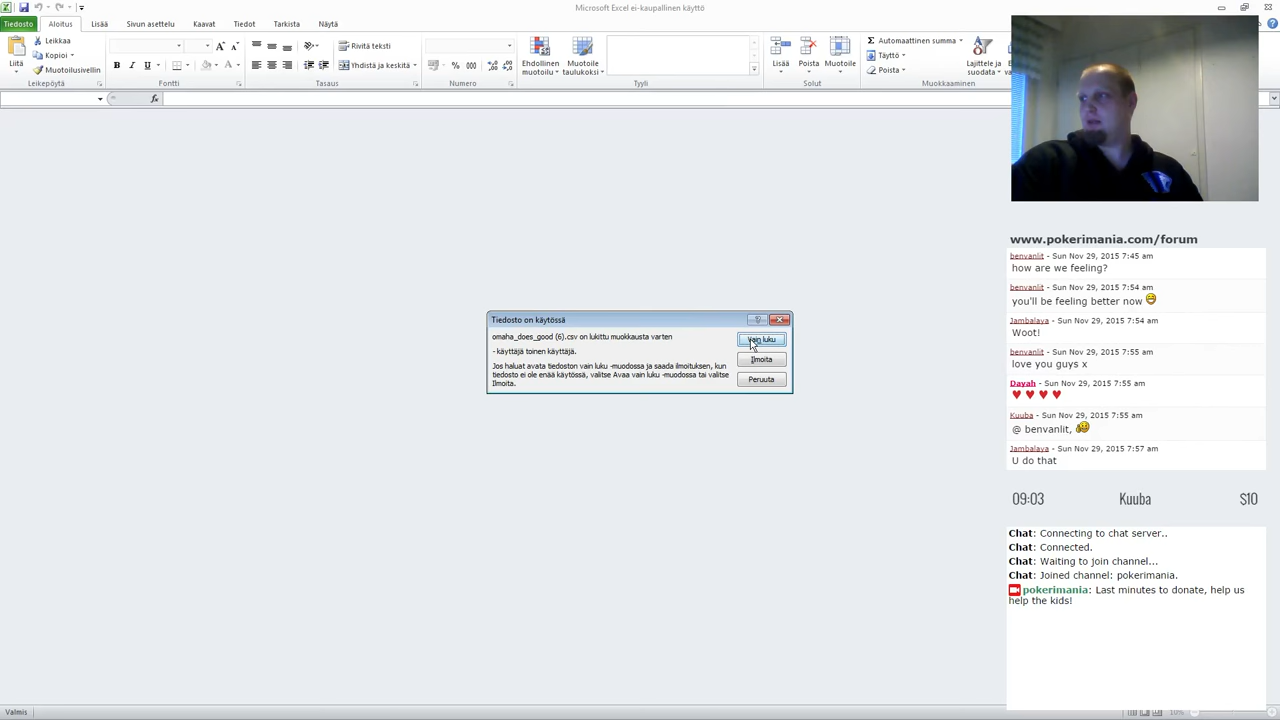 Microsoft Excel ei-kaupallinen käyttö
Tiedosto Aloitus Lisää Sivun asettelu Kaavat Tiedot Tarkista Näytä
Liitä
Leikkaa
Kopioi
Muotoilusivellin
Leikepöytä
Fontti
Rivitä teksti
Yhdistä ja keskitä
Tasaus
Numero
Ehdollinen muotoilu
Muotoile taulukoksi
Tyyli
Lisää Poista Muotoile
Solut
Automaattinen summa
Täyttö
Poista
Lajittele ja suodata
Muokkaaminen
fx
Tiedosto on käytössä
omaha_does_good (6).csv on lukittu muokkausta varten
- käyttäjä toinen käyttäjä.
Jos haluat avata tiedoston vain luku -muodossa ja saada ilmoituksen, kun
tiedosto ei ole enää käytössä, valitse Avaa vain luku -muodossa tai valitse
Ilmoita.
Vain luku
Ilmoita
Peruuta
www.pokerimania.com/forum
benvanlit - Sun Nov 29, 2015 7:45 am
how are we feeling?
benvanlit - Sun Nov 29, 2015 7:54 am
you'll be feeling better now
Jambalaya - Sun Nov 29, 2015 7:54 am
Woot!
benvanlit - Sun Nov 29, 2015 7:55 am
love you guys x
Dayah - Sun Nov 29, 2015 7:55 am
♥ ♥ ♥ ♥
Kuuba - Sun Nov 29, 2015 7:55 am
@ benvanlit,
Jambalaya - Sun Nov 29, 2015 7:57 am
U do that
09:03 Kuuba $10
Chat: Connecting to chat server..
Chat: Connected.
Chat: Waiting to join channel...
Chat: Joined channel: pokerimania.
pokerimania: Last minutes to donate, help us
help the kids!
Valmis
10%